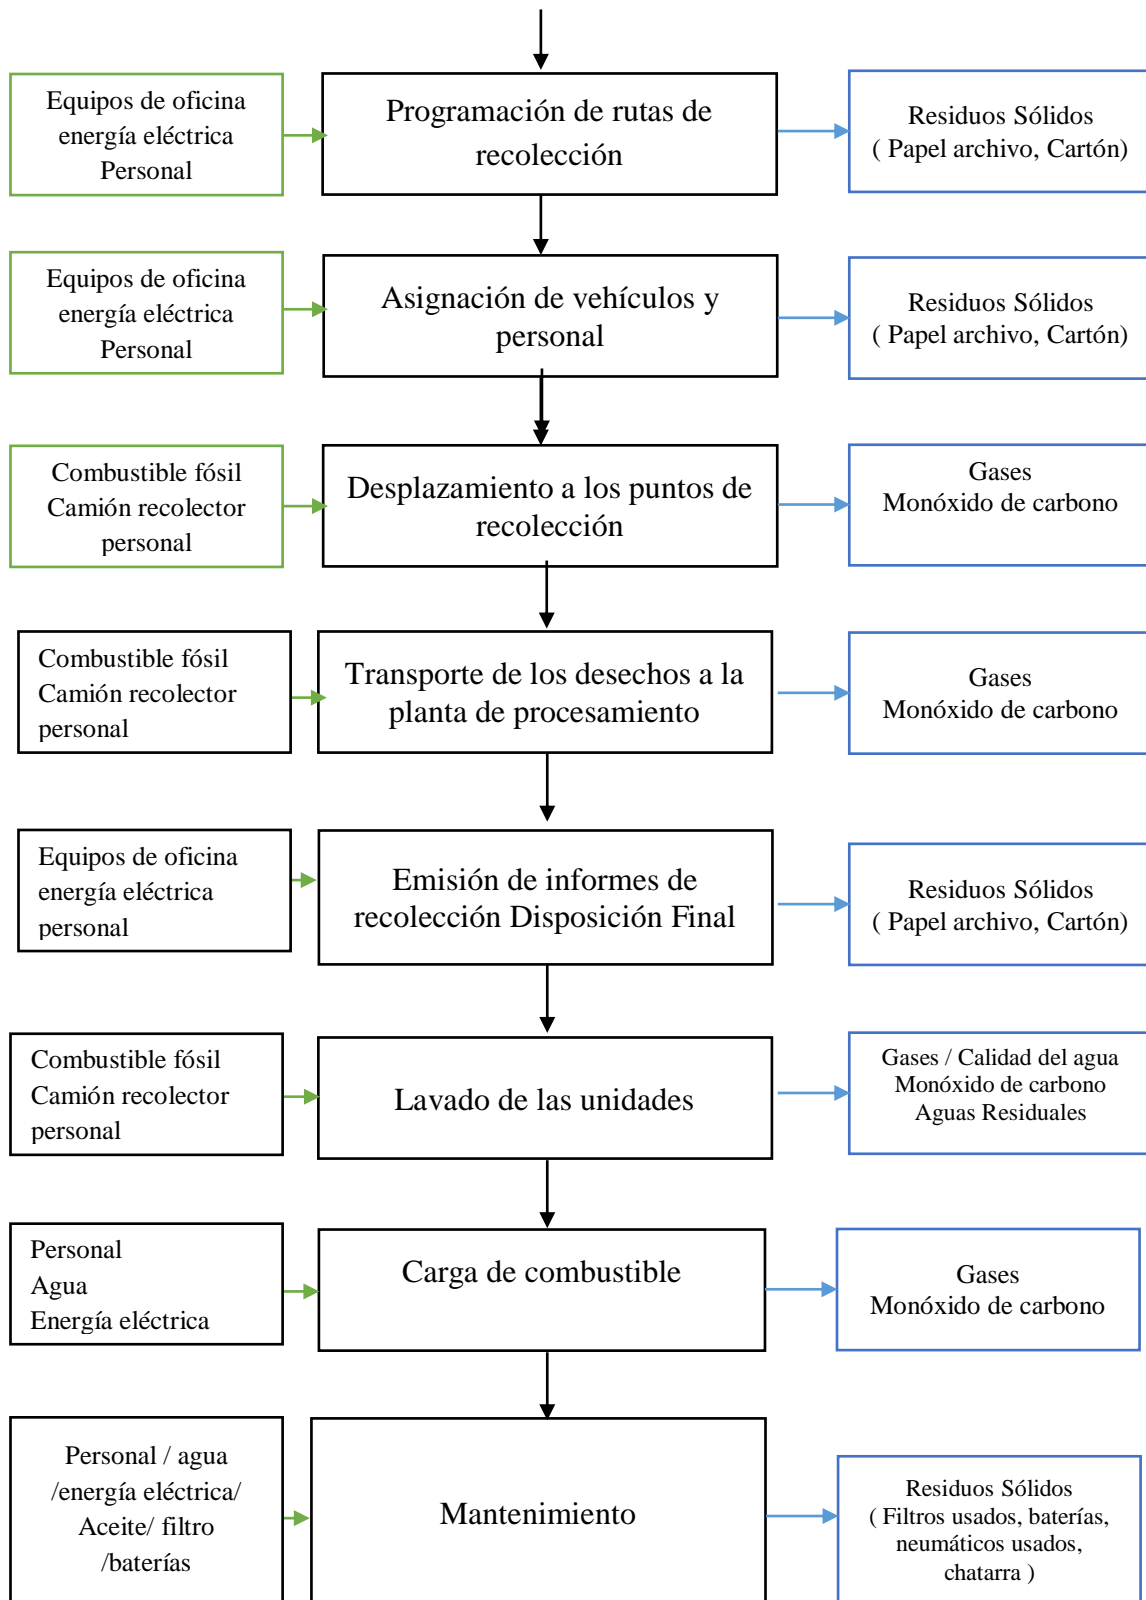 Equipos de oficina
energía eléctrica
Personal
Programación de rutas de
recolección
Residuos Sólidos
( Papel archivo, Cartón)
Equipos de oficina
energía eléctrica
Personal
Asignación de vehículos y
personal
Residuos Sólidos
( Papel archivo, Cartón)
Combustible fósil
Camión recolector
personal
Desplazamiento a los puntos de
recolección
Gases
Monóxido de carbono
Combustible fósil
Camión recolector
personal
Transporte de los desechos a la
planta de procesamiento
Gases
Monóxido de carbono
Equipos de oficina
energía eléctrica
personal
Emisión de informes de
recolección Disposición Final
Residuos Sólidos
( Papel archivo, Cartón)
Combustible fósil
Camión recolector
personal
Lavado de las unidades
Gases / Calidad del agua
Monóxido de carbono
Aguas Residuales
Personal
Agua
Energía eléctrica
Carga de combustible
Gases
Monóxido de carbono
Personal / agua
/energía eléctrica/
Aceite/ filtro
/baterías
Mantenimiento
Residuos Sólidos
( Filtros usados, baterías,
neumáticos usados,
chatarra )